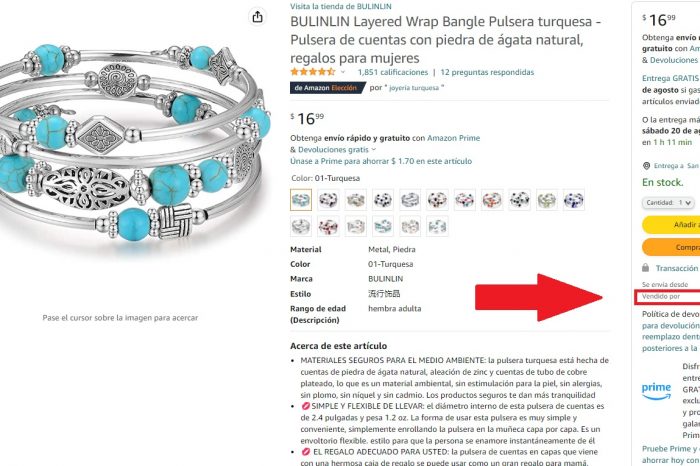 Visita la tienda de BULINLIN
BULINLIN Layered Wrap Bangle Pulsera turquesa -
Pulsera de cuentas con piedra de ágata natural,
regalos para mujeres
1,851 calificaciones | 12 preguntas respondidas
de Amazon Elección por " joyería turquesa "
$16⁹⁹
Obtenga envío rápido y gratuito con Amazon Prime
& Devoluciones gratis
Únase a Prime para ahorrar $ 1.70 en este artículo
Color: 01-Turquesa
Material Metal, Piedra
Color 01-Turquesa
Marca BULINLIN
Estilo 流行饰品
Rango de edad hembra adulta
(Descripción)
Acerca de este artículo
• MATERIALES SEGUROS PARA EL MEDIO AMBIENTE: la pulsera turquesa está hecha de
cuentas de piedra de ágata natural, aleación de zinc y cuentas de tubo de cobre
plateado, lo que es un material ambiental, sin estimulación para la piel, sin alergias,
sin plomo, sin níquel y sin cadmio. Los productos seguros te dan más tranquilidad
• 💋SIMPLE Y FLEXIBLE DE LLEVAR: el diámetro interno de esta pulsera de cuentas es
de 2.4 pulgadas y pesa 1.2 oz. La forma de usar esta pulsera es muy simple y
conveniente, simplemente enrollando la pulsera en la muñeca capa por capa. Es un
envoltorio flexible. estilo para que la persona se enamore instantáneamente de él
• 💋 EL REGALO ADECUADO PARA USTED: la pulsera de cuentas en capas que viene
con una hermosa caja de regalo se puede usar como un gran regalo para mamá,
Pase el cursor sobre la imagen para acercar
$16⁹⁹
Obtenga envío r
gratuito con Am
& Devoluciones
Entrega GRATIS
de agosto si gas
artículos enviado
O la entrega má
sábado 20 de ag
en 1 h 11 min
Entrega a San
En stock.
Cantidad: 1
Añadir a
Compra
Transacción
Se envía desde
Vendido por
Política de devo
para devolución
reemplazo dentr
posteriores a la
prime
Disfr
entre
GRAT
exclu
y pro
galar
Prim
Pruebe Prime y c
ahorrar hoy con